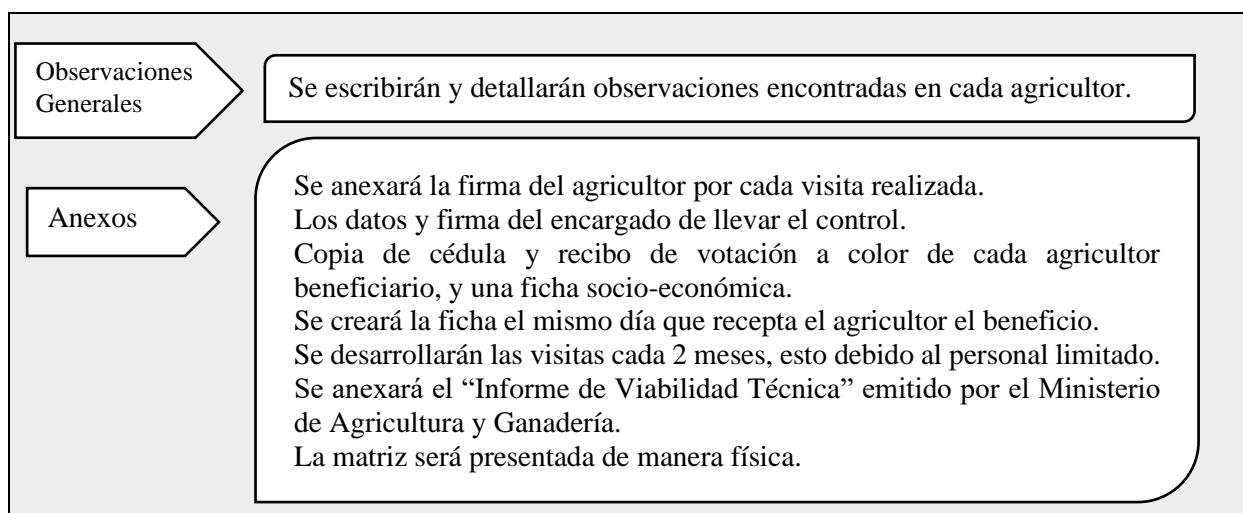 Observaciones
Generales
Se escribirán y detallarán observaciones encontradas en cada agricultor.
Anexos
Se anexará la firma del agricultor por cada visita realizada.
Los datos y firma del encargado de llevar el control.
Copia de cédula y recibo de votación a color de cada agricultor
beneficiario, y una ficha socio-económica.
Se creará la ficha el mismo día que recepta el agricultor el beneficio.
Se desarrollarán las visitas cada 2 meses, esto debido al personal limitado.
Se anexará el “Informe de Viabilidad Técnica” emitido por el Ministerio
de Agricultura y Ganadería.
La matriz será presentada de manera física.